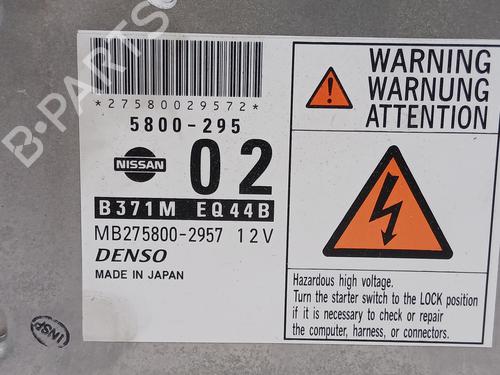 *27580029572*
5800-295
NISSAN
02
B371M EQ44B
MB275800-2957 12V
DENSO
MADE IN JAPAN
WARNING
WARNUNG
ATTENTION
Hazardous high voltage.
Turn the starter switch to the LOCK position
if it is necessary to check or repair
the computer, harness, or connectors.
INSP
B-PARTS